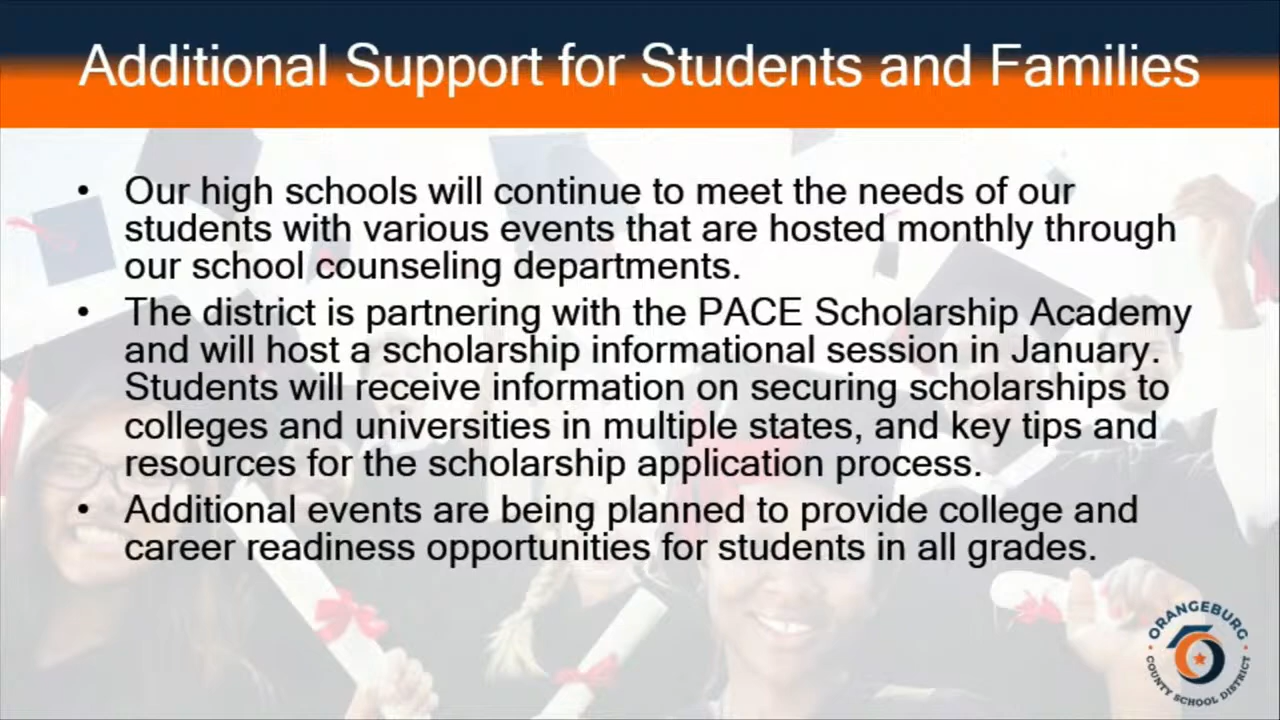 Additional Support for Students and Families
• Our high schools will continue to meet the needs of our
students with various events that are hosted monthly through
our school counseling departments.
• The district is partnering with the PACE Scholarship Academy
and will host a scholarship informational session in January.
Students will receive information on securing scholarships to
colleges and universities in multiple states, and key tips and
resources for the scholarship application process.
• Additional events are being planned to provide college and
career readiness opportunities for students in all grades.
ORANGEBURG
COUNTY SCHOOL DISTRICT